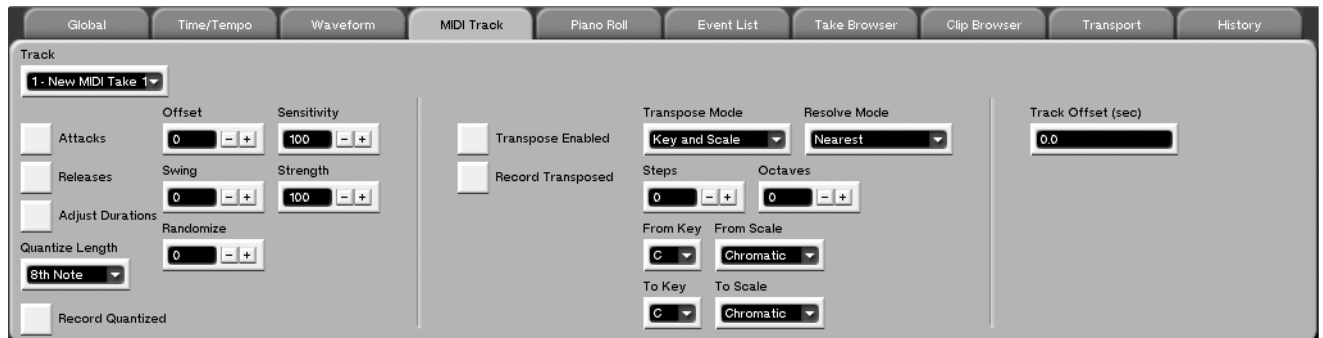 Global Time/Tempo Waveform MIDI Track Piano Roll Event List Take Browser Clip Browser Transport History
Track
1 - New MIDI Take 1
Offset Sensitivity Transpose Mode Resolve Mode Track Offset (sec)
Attacks 0 - + 100 - + Transpose Enabled Key and Scale Nearest 0.0
Releases Swing Strength Record Transposed Steps Octaves
0 - + 100 - + 0 - + 0 - +
Adjust Durations
Randomize From Key From Scale
Quantize Length 0 - + C Chromatic
8th Note To Key To Scale
Record Quantized C Chromatic